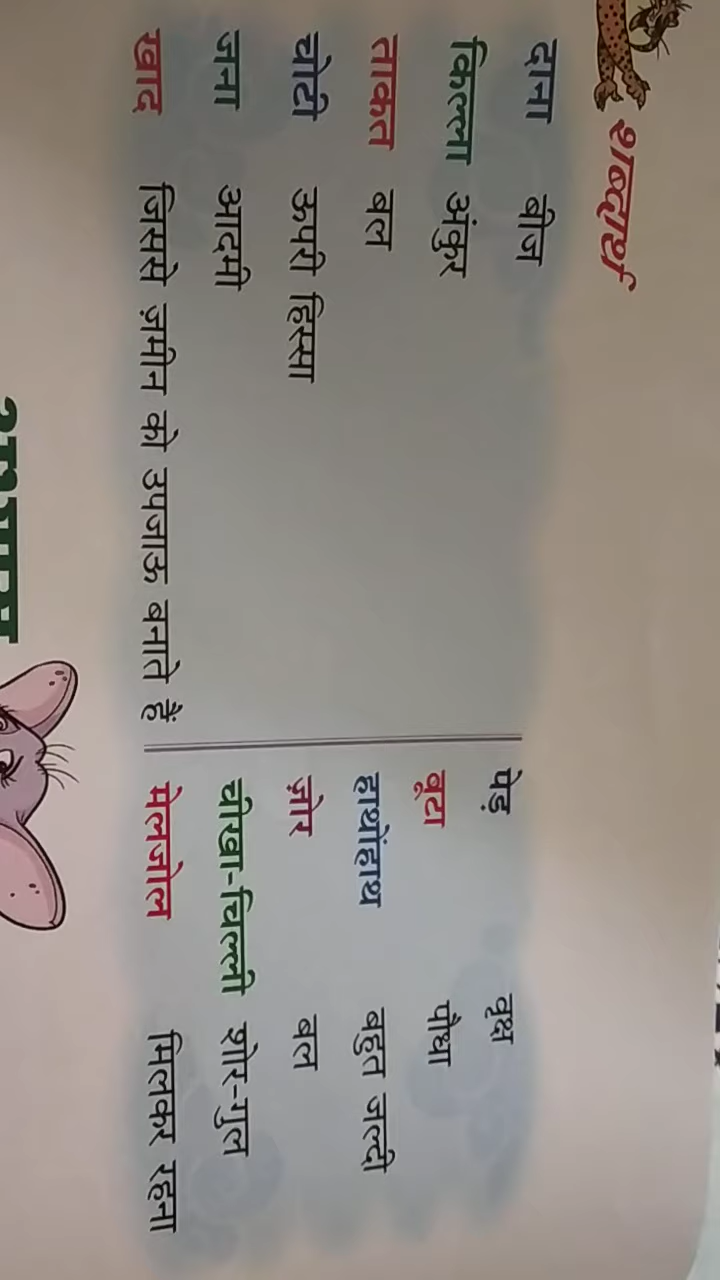 शब्दार्थ
दाना बीज
किल्ला अंकुर
ताकत बल
चोटी ऊपरी हिस्सा
जना आदमी
खाद जिससे ज़मीन को उपजाऊ बनाते हैं
पेड़ वृक्ष
बूटा पौधा
हाथोंहाथ बहुत जल्दी
ज़ोर बल
चीखा-चिल्ली शोर-गुल
मेलजोल मिलकर रहना